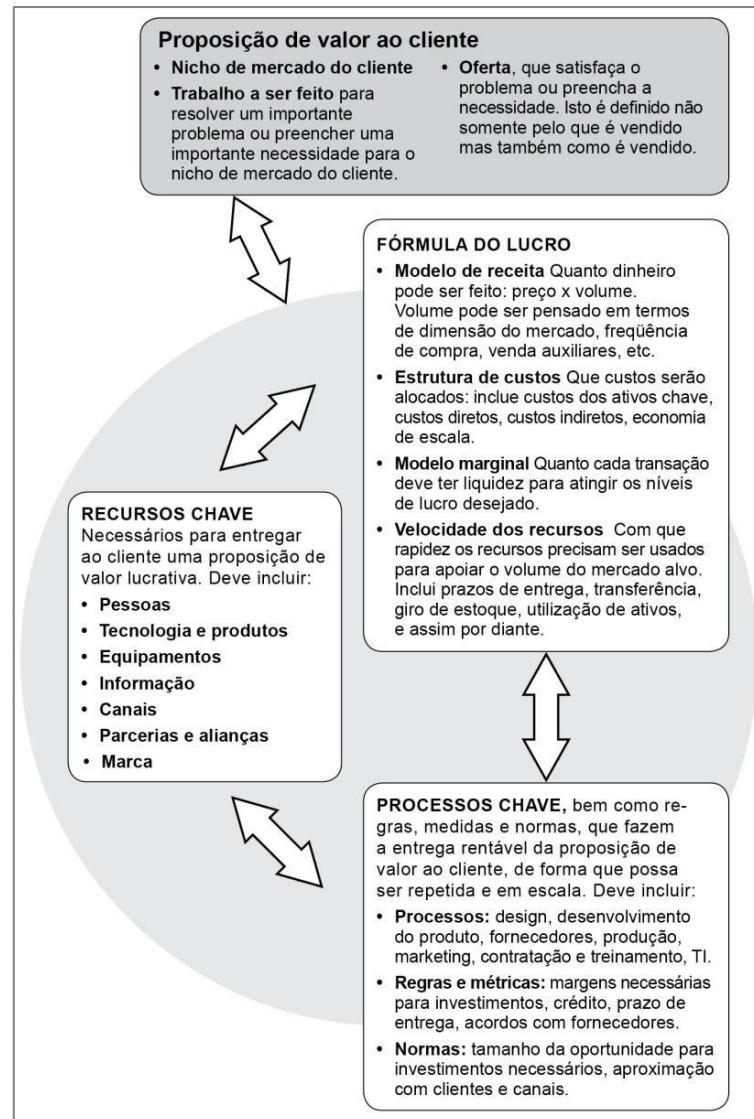 Proposição de valor ao cliente
• Nicho de mercado do cliente
• Trabalho a ser feito para
resolver um importante
problema ou preencher uma
importante necessidade para o
nicho de mercado do cliente.
• Oferta, que satisfaça o
problema ou preencha a
necessidade. Isto é definido não
somente pelo que é vendido
mas também como é vendido.
FÓRMULA DO LUCRO
• Modelo de receita Quanto dinheiro
pode ser feito: preço x volume.
Volume pode ser pensado em termos
de dimensão do mercado, freqüência
de compra, venda auxiliares, etc.
• Estrutura de custos Que custos serão
alocados: inclue custos dos ativos chave,
custos diretos, custos indiretos, economia
de escala.
• Modelo marginal Quanto cada transação
deve ter liquidez para atingir os níveis
de lucro desejado.
• Velocidade dos recursos Com que
rapidez os recursos precisam ser usados
para apoiar o volume do mercado alvo.
Inclui prazos de entrega, transferência,
giro de estoque, utilização de ativos,
e assim por diante.
RECURSOS CHAVE
Necessários para entregar
ao cliente uma proposição de
valor lucrativa. Deve incluir:
• Pessoas
• Tecnologia e produtos
• Equipamentos
• Informação
• Canais
• Parcerias e alianças
• Marca
PROCESSOS CHAVE, bem como re-
gras, medidas e normas, que fazem
a entrega rentável da proposição de
valor ao cliente, de forma que possa
ser repetida e em escala. Deve incluir:
• Processos: design, desenvolvimento
do produto, fornecedores, produção,
marketing, contratação e treinamento, TI.
• Regras e métricas: margens necessárias
para investimentos, crédito, prazo de
entrega, acordos com fornecedores.
• Normas: tamanho da oportunidade para
investimentos necessários, aproximação
com clientes e canais.